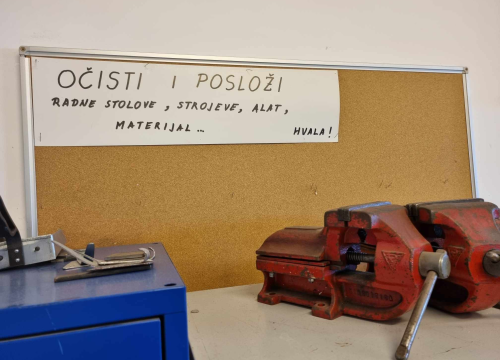 OČISTI I POSLOŽI
RADNE STOLOVE, STROJEVE, ALAT,
MATERIJAL ... HVALA!